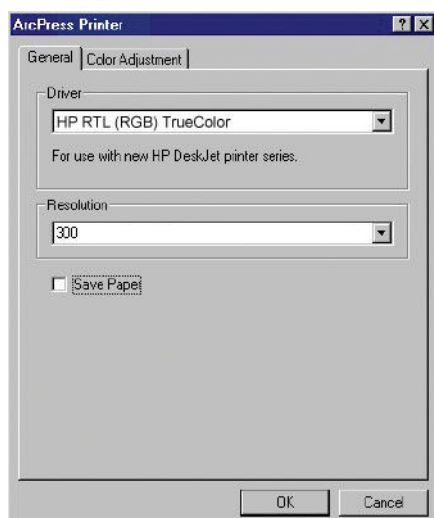 ArcPress Printer
General Color Adjustment
Driver
HP RTL (RGB) TrueColor
For use with new HP DeskJet printer series.
Resolution
300
Save Paper
OK Cancel